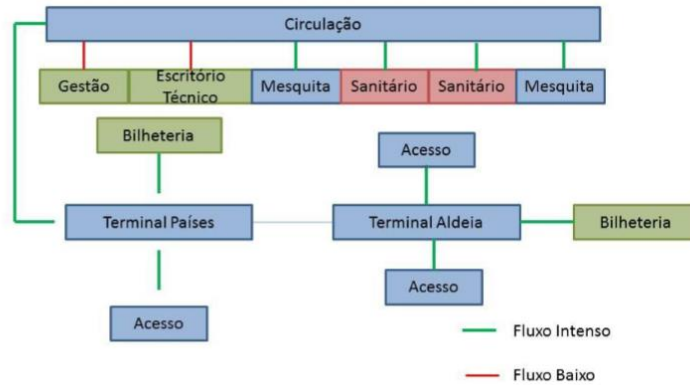 Circulação
Gestão
Escritório
Técnico
Mesquita
Sanitário
Sanitário
Mesquita
Bilheteria
Acesso
Terminal Países
Terminal Aldeia
Bilheteria
Acesso
Acesso
Fluxo Intenso
Fluxo Baixo